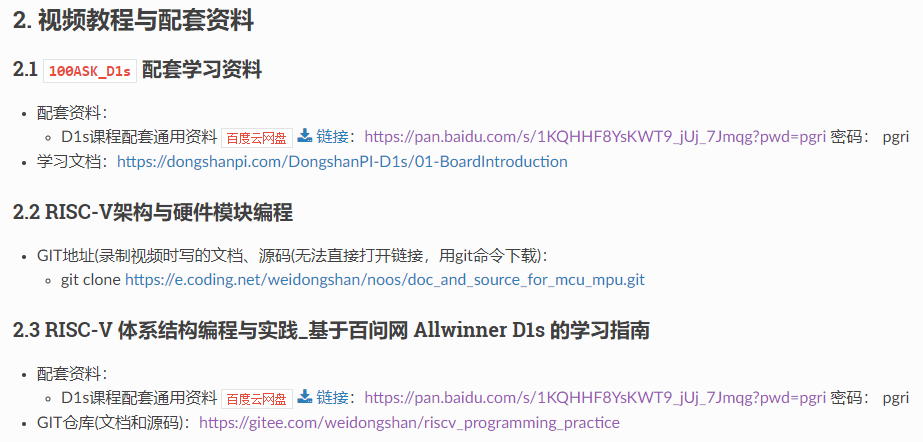 2. 视频教程与配套资料
2.1 100ASK_D1s 配套学习资料
配套资料：
D1s课程配套通用资料 百度云网盘 链接：https://pan.baidu.com/s/1KQHHF8YsKWT9_jUj_7Jmqg?pwd=pgri 密码： pgri
学习文档：https://dongshanpi.com/DongshanPI-D1s/01-BoardIntroduction
2.2 RISC-V架构与硬件模块编程
GIT地址(录制视频时写的文档、源码(无法直接打开链接，用git命令下载)：
git clone https://e.coding.net/weidongshan/noos/doc_and_source_for_mcu_mpu.git
2.3 RISC-V 体系结构编程与实践_基于百问网 Allwinner D1s 的学习指南
配套资料：
D1s课程配套通用资料 百度云网盘 链接：https://pan.baidu.com/s/1KQHHF8YsKWT9_jUj_7Jmqg?pwd=pgri 密码： pgri
GIT仓库(文档和源码)：https://gitee.com/weidongshan/riscv_programming_practice